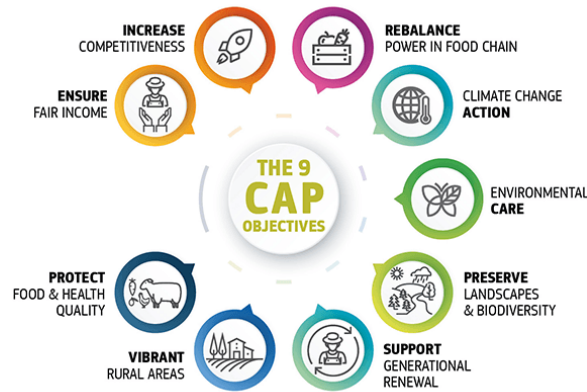 INCREASE
COMPETITIVENESS
REBALANCE
POWER IN FOOD CHAIN
ENSURE
FAIR INCOME
CLIMATE CHANGE
ACTION
THE 9
CAP
OBJECTIVES
ENVIRONMENTAL
CARE
PROTECT
FOOD & HEALTH
QUALITY
PRESERVE
LANDSCAPES
& BIODIVERSITY
VIBRANT
RURAL AREAS
SUPPORT
GENERATIONAL
RENEWAL